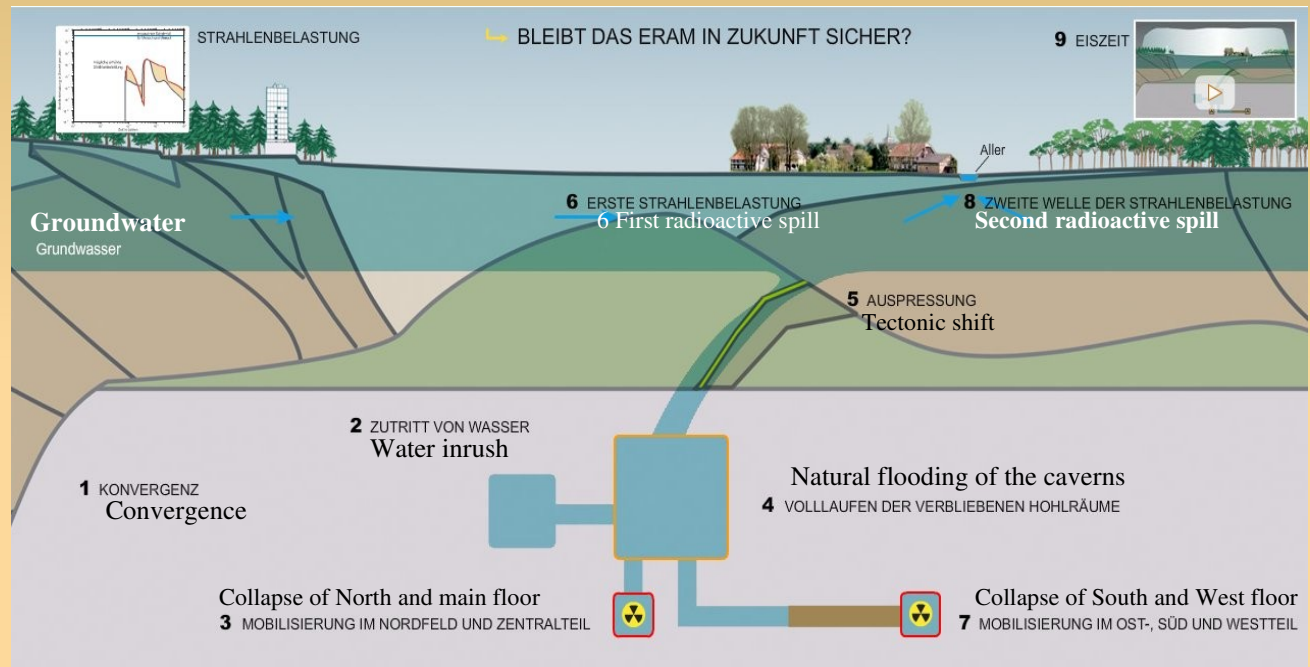 STRAHLENBELASTUNG
BLEIBT DAS ERAM IN ZUKUNFT SICHER?
9 EISZEIT
Aller
6 ERSTE STRAHLENBELASTUNG
6 First radioactive spill
8 ZWEITE WELLE DER STRAHLENBELASTUNG
Second radioactive spill
Groundwater
Grundwasser
5 AUSPRESSUNG
Tectonic shift
2 ZUTRITT VON WASSER
Water inrush
1 KONVERGENZ
Convergence
Natural flooding of the caverns
4 VOLLLAUFEN DER VERBLIEBENEN HOHLRÄUME
Collapse of North and main floor
3 MOBILISIERUNG IM NORDFELD UND ZENTRALTEIL
Collapse of South and West floor
7 MOBILISIERUNG IM OST-, SÜD UND WESTTEIL